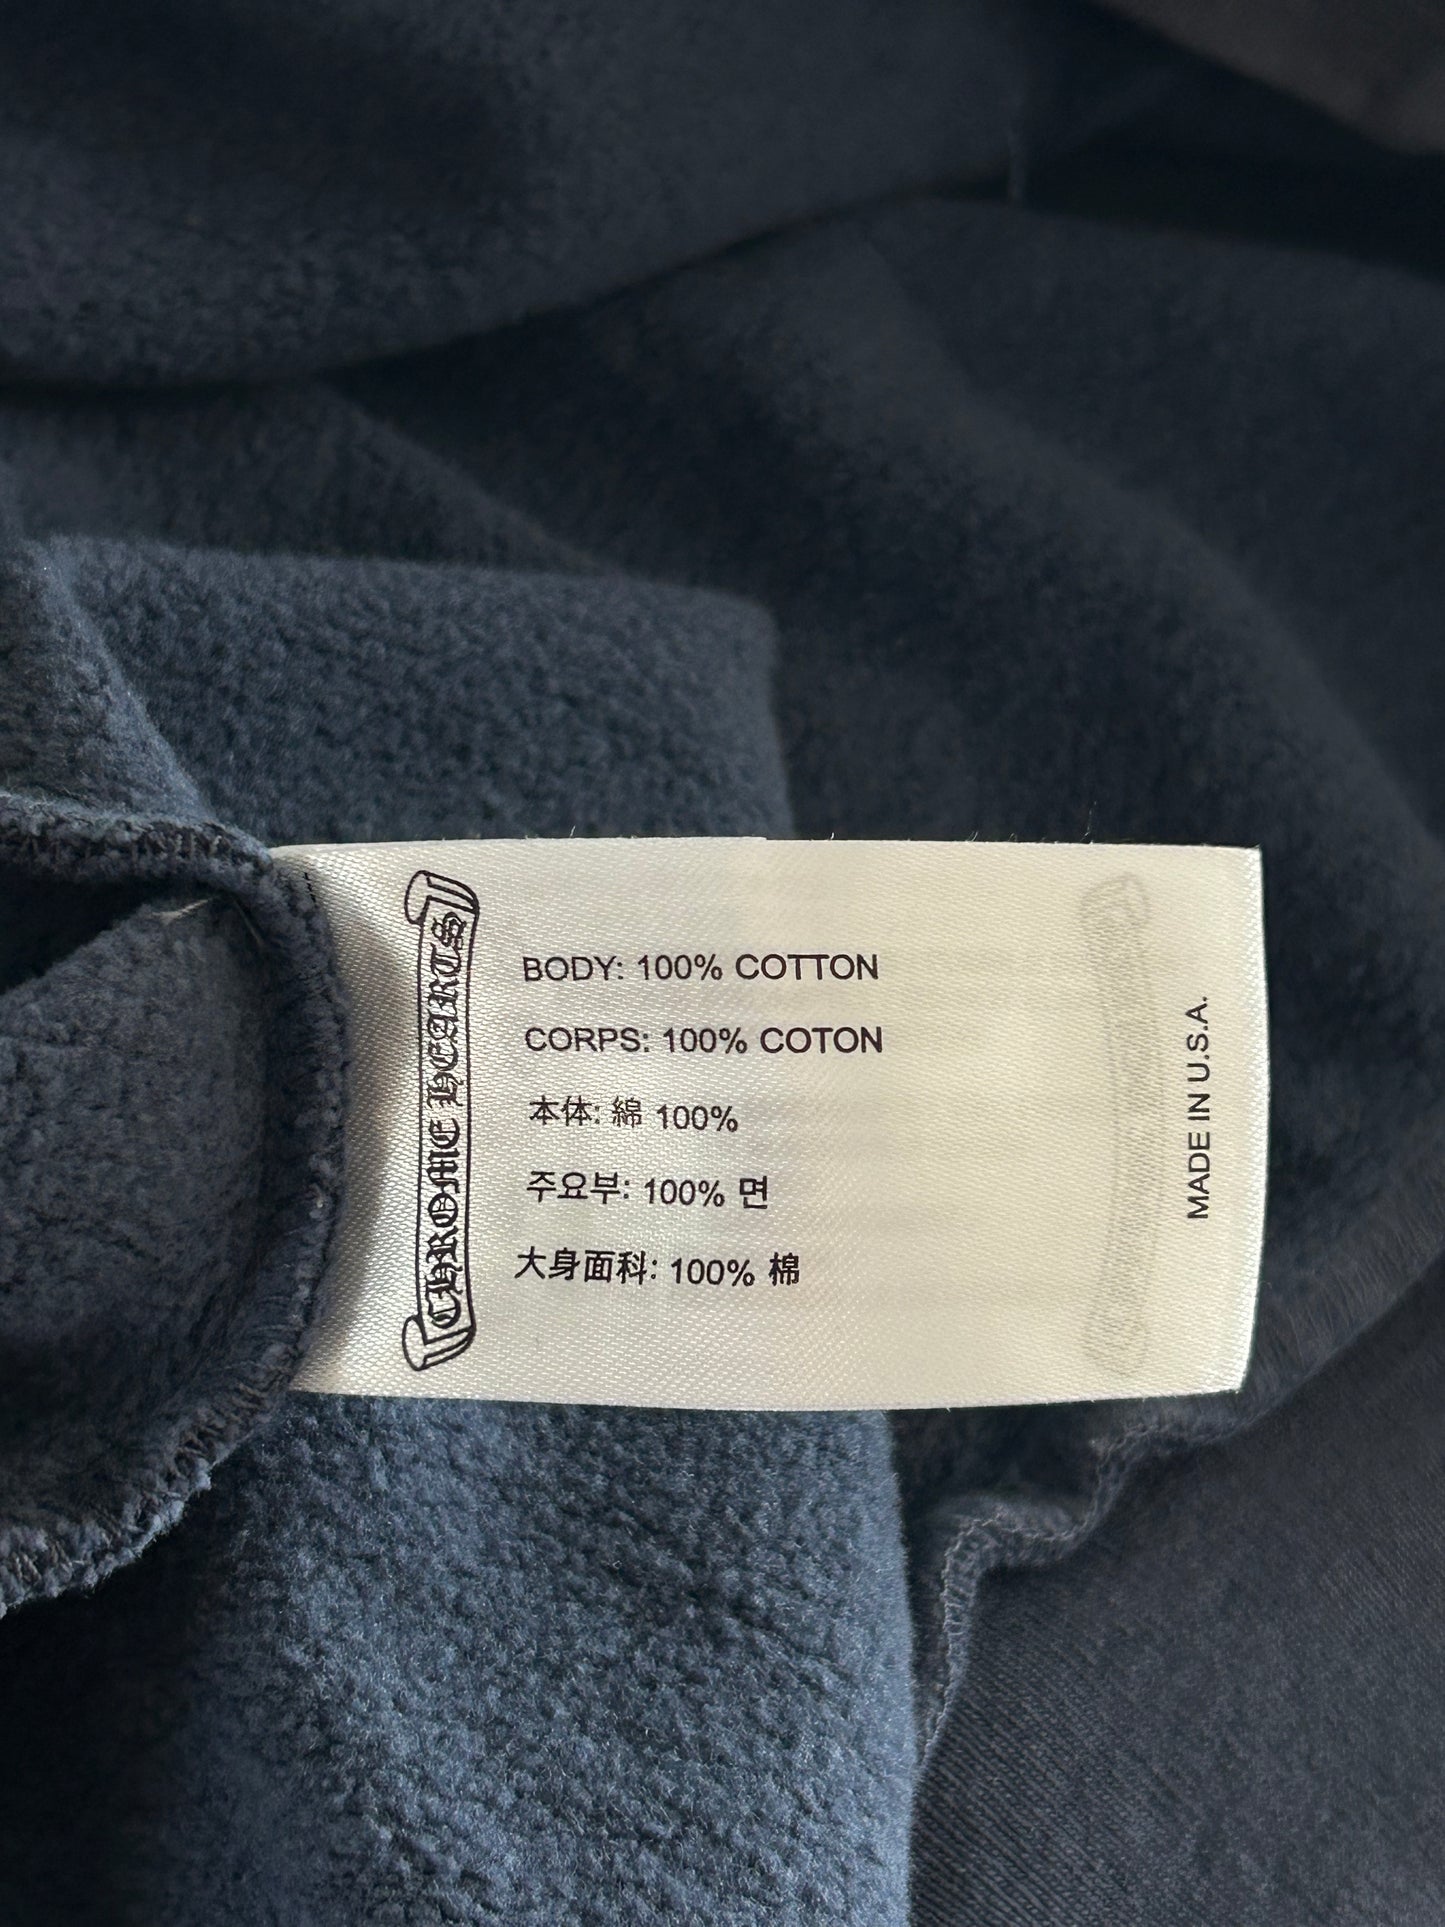 CHROME HEARTS
BODY: 100% COTTON
CORPS: 100% COTON
本体: 綿 100%
주요부: 100% 면
大身面科: 100% 棉
MADE IN U.S.A.